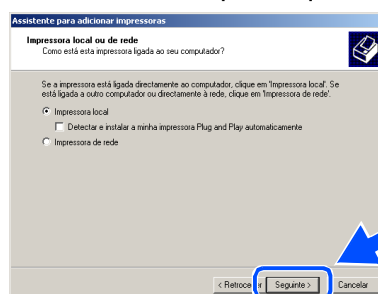 Assistente para adicionar impressoras
Impressora local ou de rede
Como está esta impressora ligada ao seu computador?
Se a impressora está ligada directamente ao computador, clique em 'Impressora local'. Se
está ligada a outro computador ou directamente à rede, clique em 'Impressora de rede'.
Impressora local
Detectar e instalar a minha impressora Plug and Play automaticamente
Impressora de rede
< Retroceder Seguinte > Cancelar